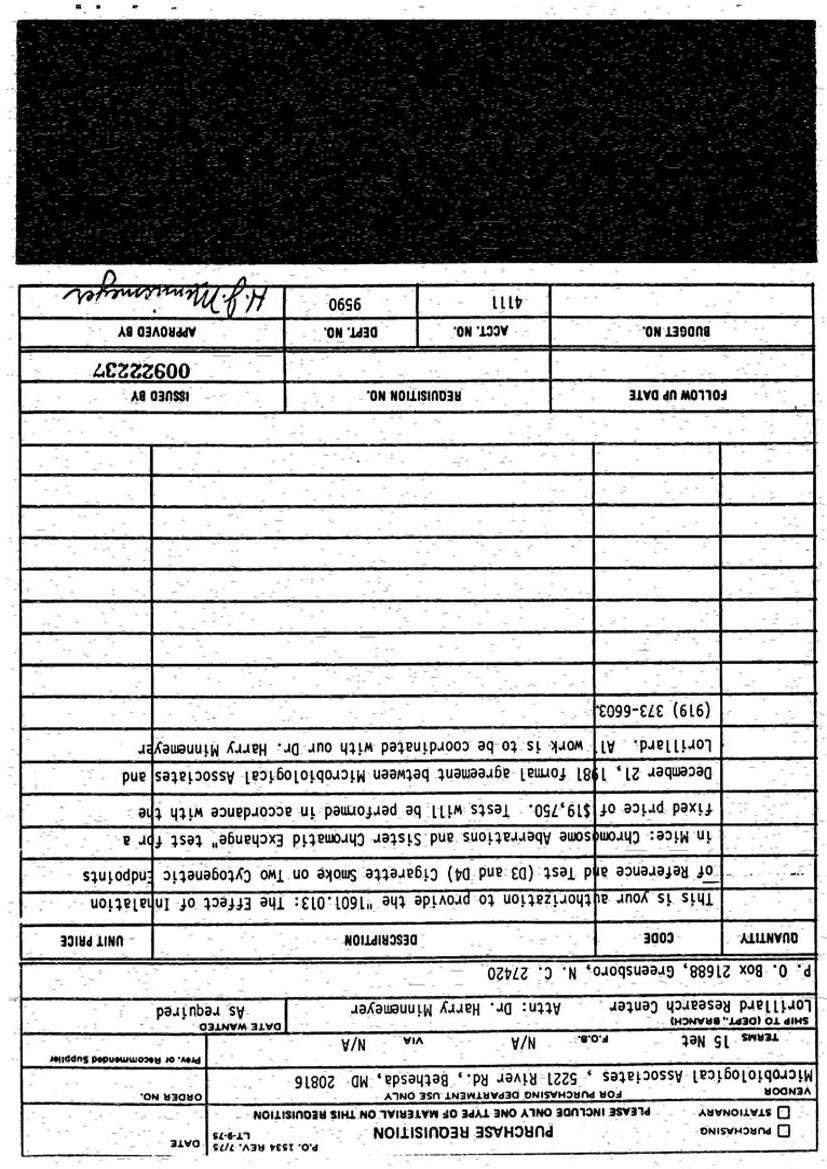 ☐ PURCHASING
☐ STATIONARY
PURCHASE REQUISITION
P.O. 1534 REV. 7/75
LT-9-75
DATE
PLEASE INCLUDE ONLY ONE TYPE OF MATERIAL ON THIS REQUISITION
VENDOR
FOR PURCHASING DEPARTMENT USE ONLY
ORDER NO.
Microbiological Associates , 5221 River Rd., Bethesda, MD 20816
TERMS 15 Net F.O.B. N/A VIA N/A
Prev. or Recommended Supplier
SHIP TO (DEPT., BRANCH)
DATE WANTED
Lorillard Research Center Attn: Dr. Harry Minnemeyer
As required
P. O. Box 21688, Greensboro, N. C. 27420
QUANTITY CODE DESCRIPTION UNIT PRICE
This is your authorization to provide the "1601.013: The Effect of Inhalation
of Reference and Test (D3 and D4) Cigarette Smoke on Two Cytogenetic Endpoints
in Mice: Chromosome Aberrations and Sister Chromatid Exchange" test for a
fixed price of $19,750. Tests will be performed in accordance with the
December 21, 1981 formal agreement between Microbiological Associates and
Lorillard. All work is to be coordinated with our Dr. Harry Minnemeyer
(919) 373-6603.
FOLLOW UP DATE REQUISITION NO. ISSUED BY
00922237
BUDGET NO. ACCT. NO. DEPT. NO. APPROVED BY
4111 9590 H. J. Minnemeyer